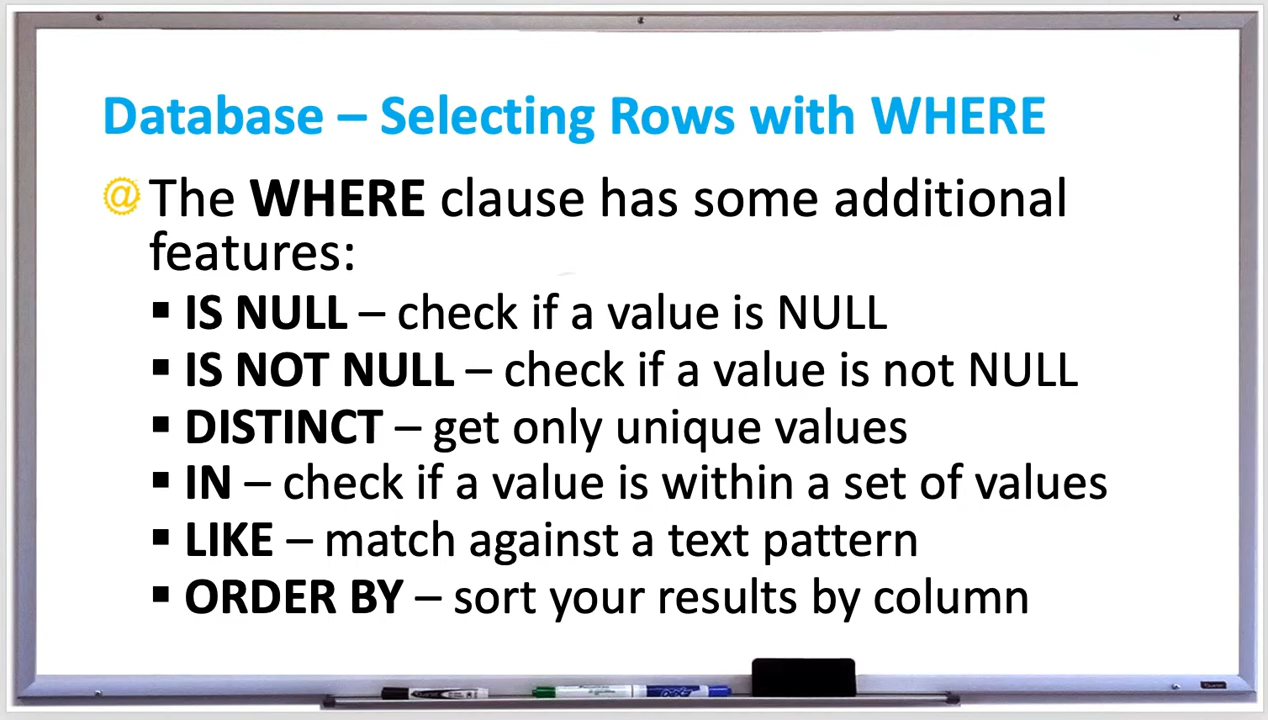 Database – Selecting Rows with WHERE
@ The WHERE clause has some additional
features:
▪ IS NULL – check if a value is NULL
▪ IS NOT NULL – check if a value is not NULL
▪ DISTINCT – get only unique values
▪ IN – check if a value is within a set of values
▪ LIKE – match against a text pattern
▪ ORDER BY – sort your results by column